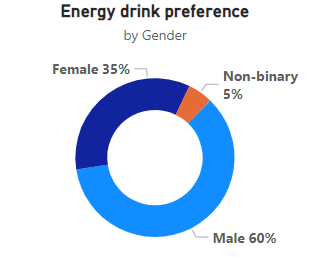 Energy drink preference
by Gender
Female 35%
Non-binary
5%
Male 60%